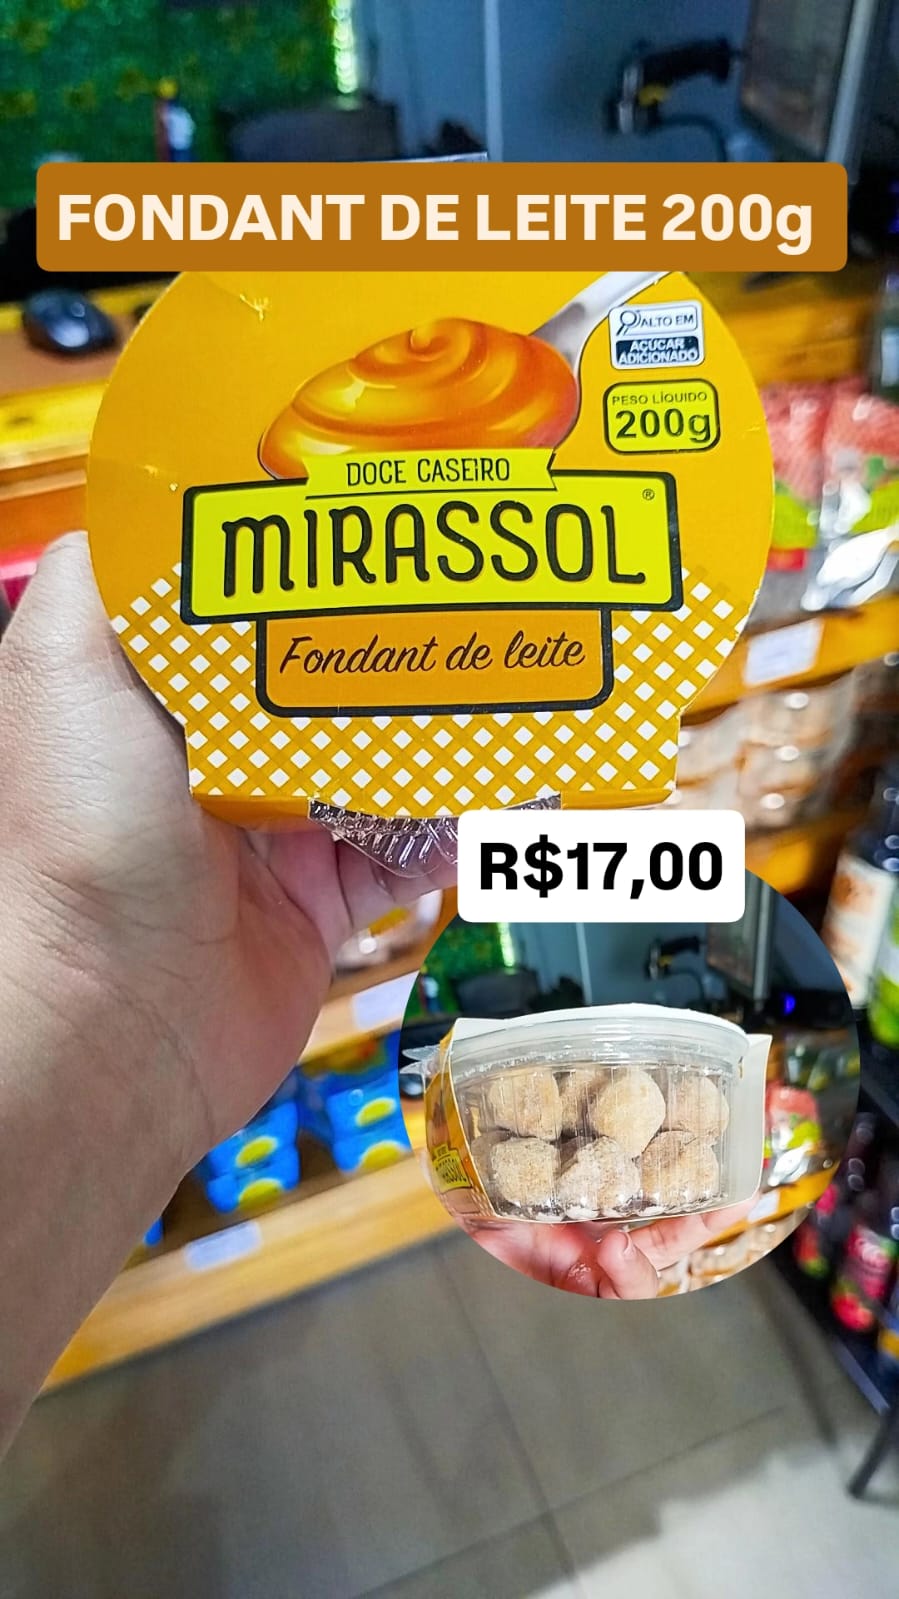 FONDANT DE LEITE 200g
ALTO EM
AÇÚCAR
ADICIONADO
PESO LÍQUIDO
200g
DOCE CASEIRO
MIRASSOL®
Fondant de leite
R$17,00